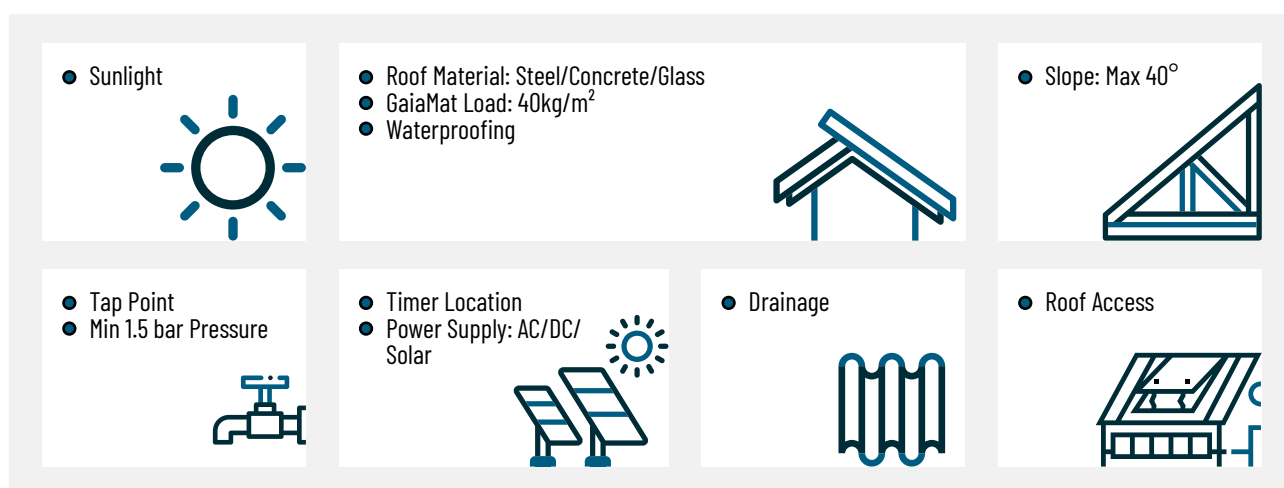 Sunlight
Roof Material: Steel/Concrete/Glass
GaiaMat Load: 40kg/m²
Waterproofing
Slope: Max 40°
Tap Point
Min 1.5 bar Pressure
Timer Location
Power Supply: AC/DC/
Solar
Drainage
Roof Access